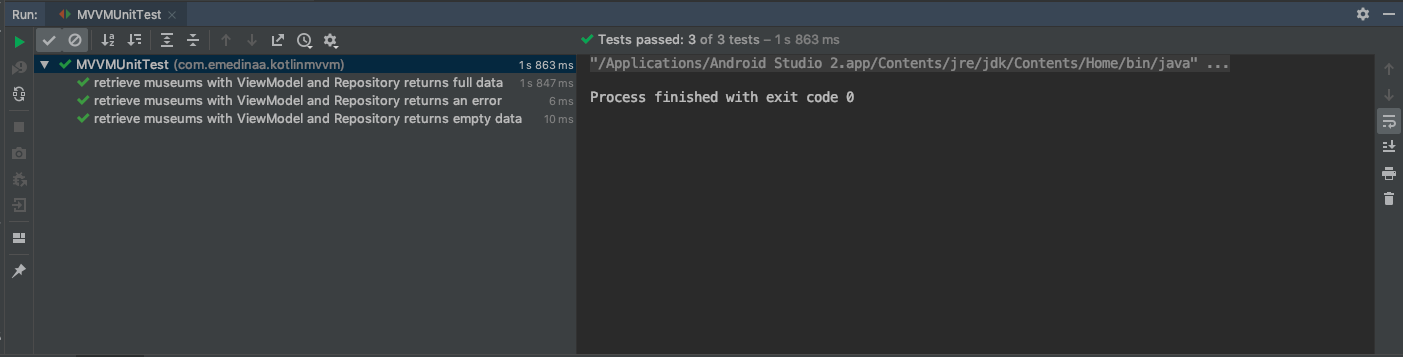 Run: MVVMUnitTest
Tests passed: 3 of 3 tests – 1 s 863 ms
MVVMUnitTest (com.emedinaa.kotlinmvvm) 1 s 863 ms
retrieve museums with ViewModel and Repository returns full data 1 s 847 ms
retrieve museums with ViewModel and Repository returns an error 6 ms
retrieve museums with ViewModel and Repository returns empty data 10 ms
"/Applications/Android Studio 2.app/Contents/jre/jdk/Contents/Home/bin/java" ...
Process finished with exit code 0